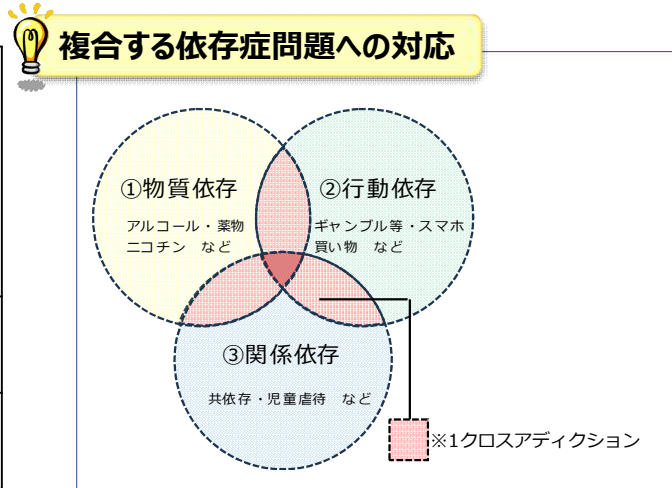 複合する依存症問題への対応
①物質依存
アルコール・薬物
ニコチン など
②行動依存
ギャンブル等・スマホ
買い物 など
③関係依存
共依存・児童虐待 など
※1クロスアディクション